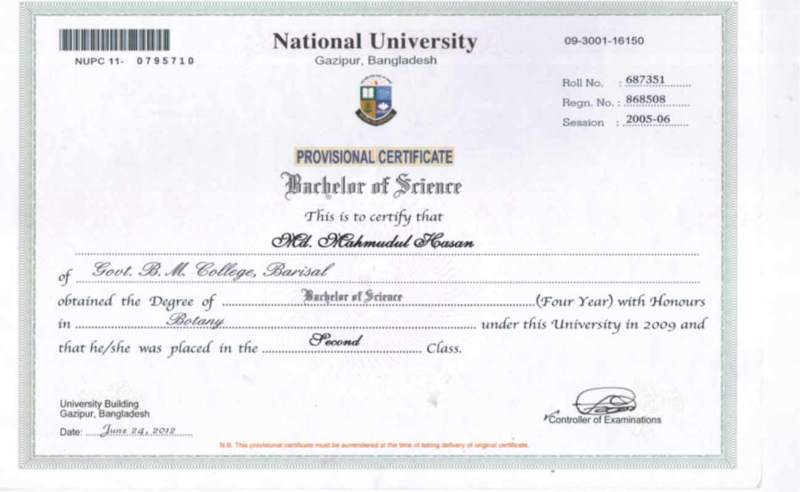 National University
Gazipur, Bangladesh
NUPC 11- 0795710
09-3001-16150
Roll No. : 687351
Regn. No. : 868508
Session : 2005-06
PROVISIONAL CERTIFICATE
Bachelor of Science
This is to certify that
Md. Mahmudul Hasan
of Govt. B. M. College, Barisal
obtained the Degree of Bachelor of Science (Four Year) with Honours
in Botany under this University in 2009 and
that he/she was placed in the Second Class.
University Building
Gazipur, Bangladesh
Date: June 24, 2012
Controller of Examinations
N.B. This provisional certificate must be surrendered at the time of taking delivery of original certificate.